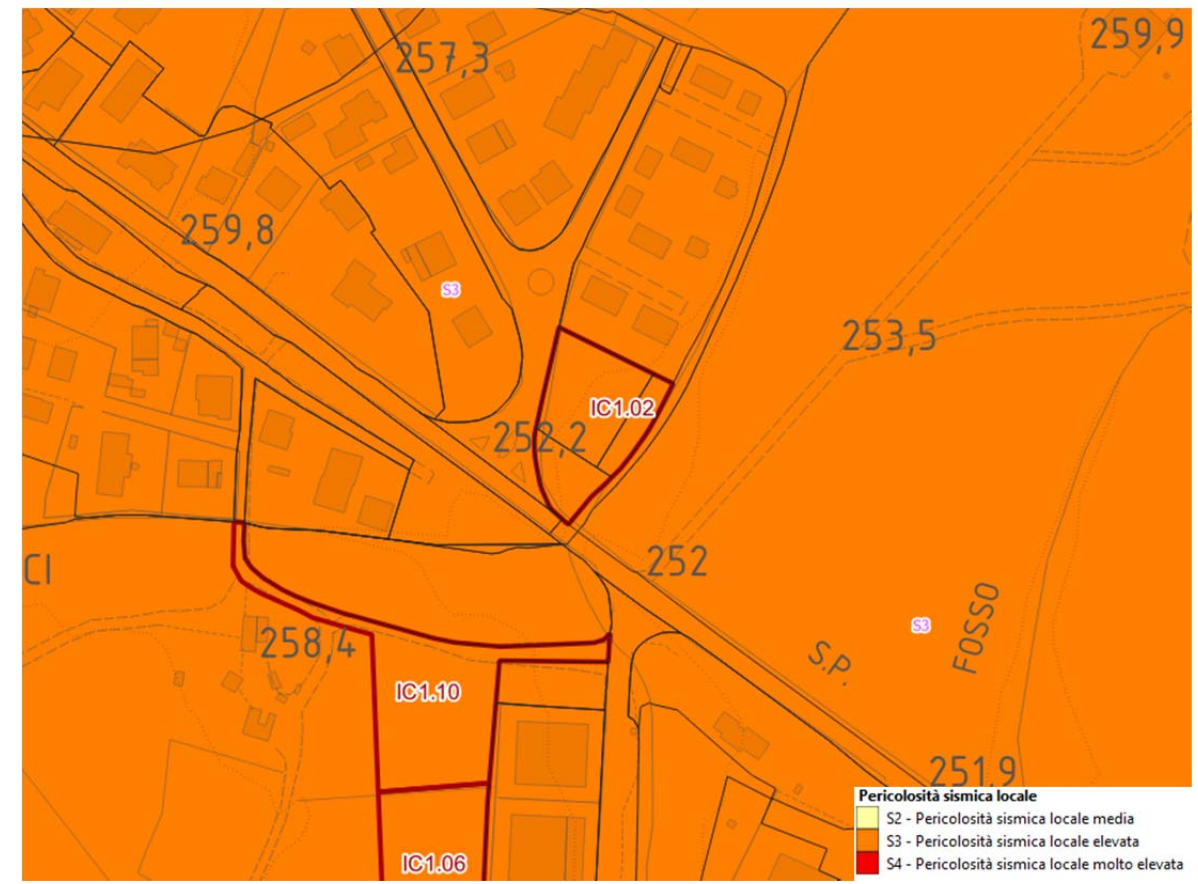 259,9
257,3
259,8
S3
253,5
IC1.02
252,2
252
CI
S3
FOSSO
258,4
S.P.
IC1.10
251,9
IC1.06
Pericolosità sismica locale
S2 - Pericolosità sismica locale media
S3 - Pericolosità sismica locale elevata
S4 - Pericolosità sismica locale molto elevata